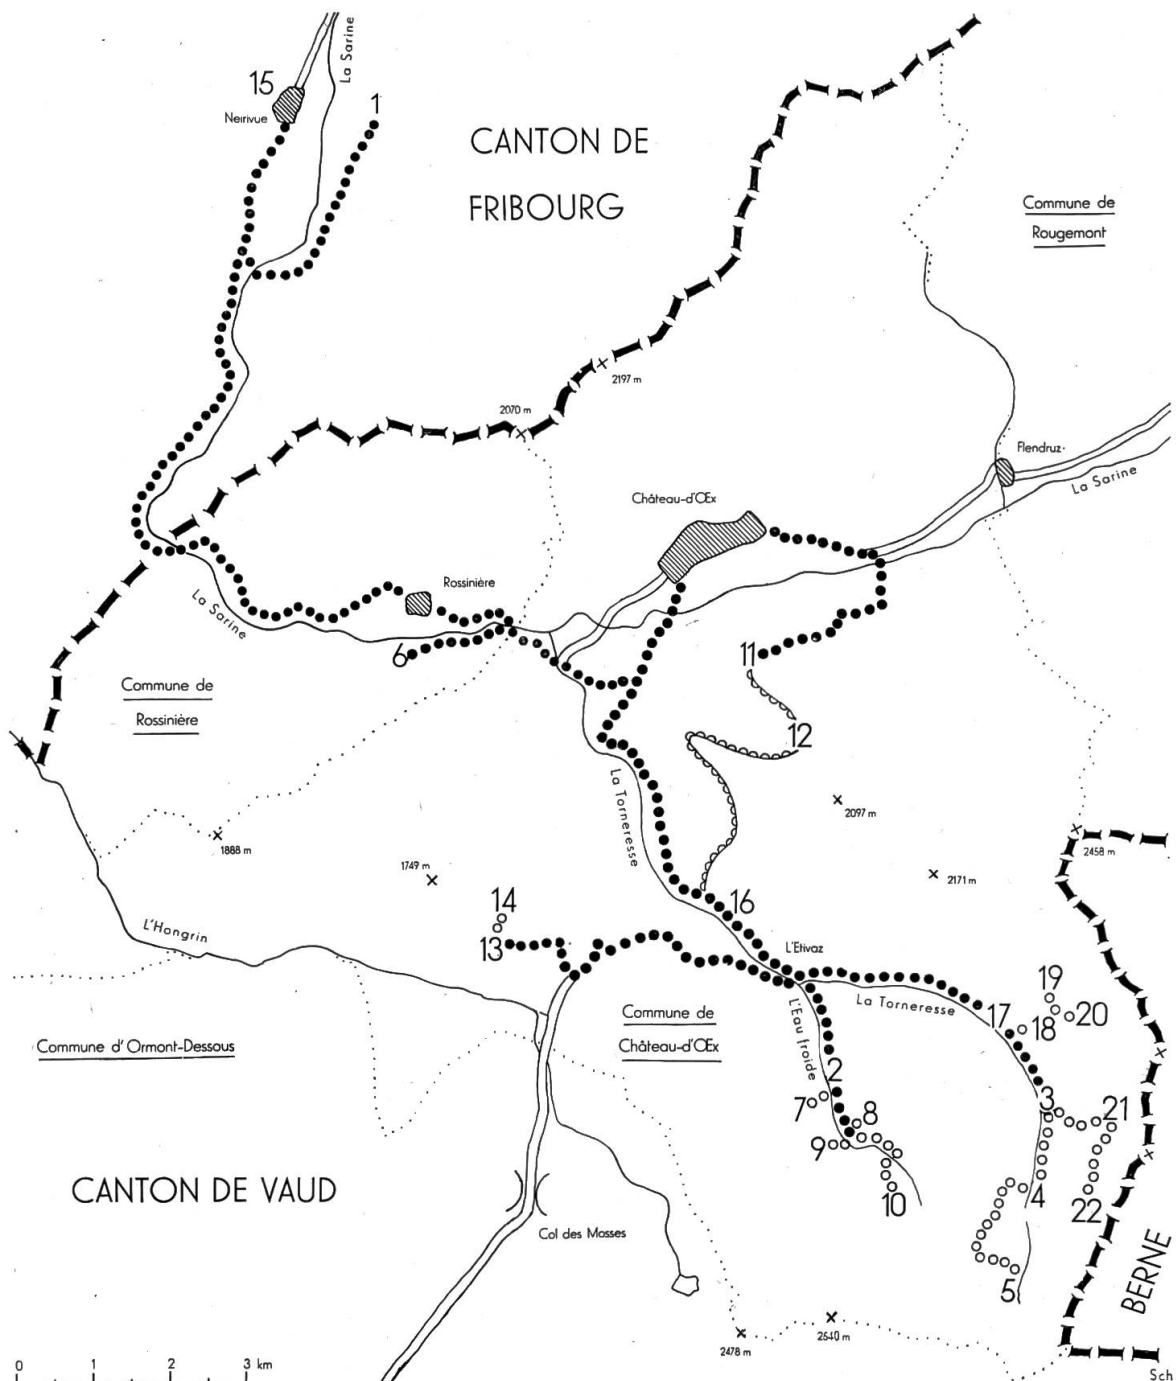 La Sarine
15
Neirivue
1
CANTON DE
FRIBOURG
Commune de
Rougemont
2197 m
2070 m
Flendruz
La Sarine
Château-d'Œx
Rossinière
La Sarine
6
11
Commune de
Rossinière
12
La Torneresse
2097 m
1888 m
1749 m
2458 m
2171 m
14
16
L'Hongrin
13
L'Etivaz
La Torneresse
19
20
17
18
Commune de
Château-d'Œx
L'Eau froide
Commune d'Ormont-Dessous
2
7
8
3
21
9
CANTON DE VAUD
10
4
22
Col des Mosses
BERNE
5
2478 m
2640 m
0 1 2 3 km
Sch